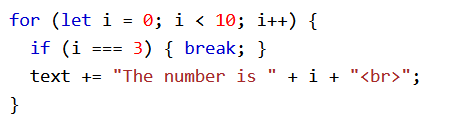 for (let i = 0; i < 10; i++) {
  if (i === 3) { break; }
  text += "The number is " + i + "<br>";
}